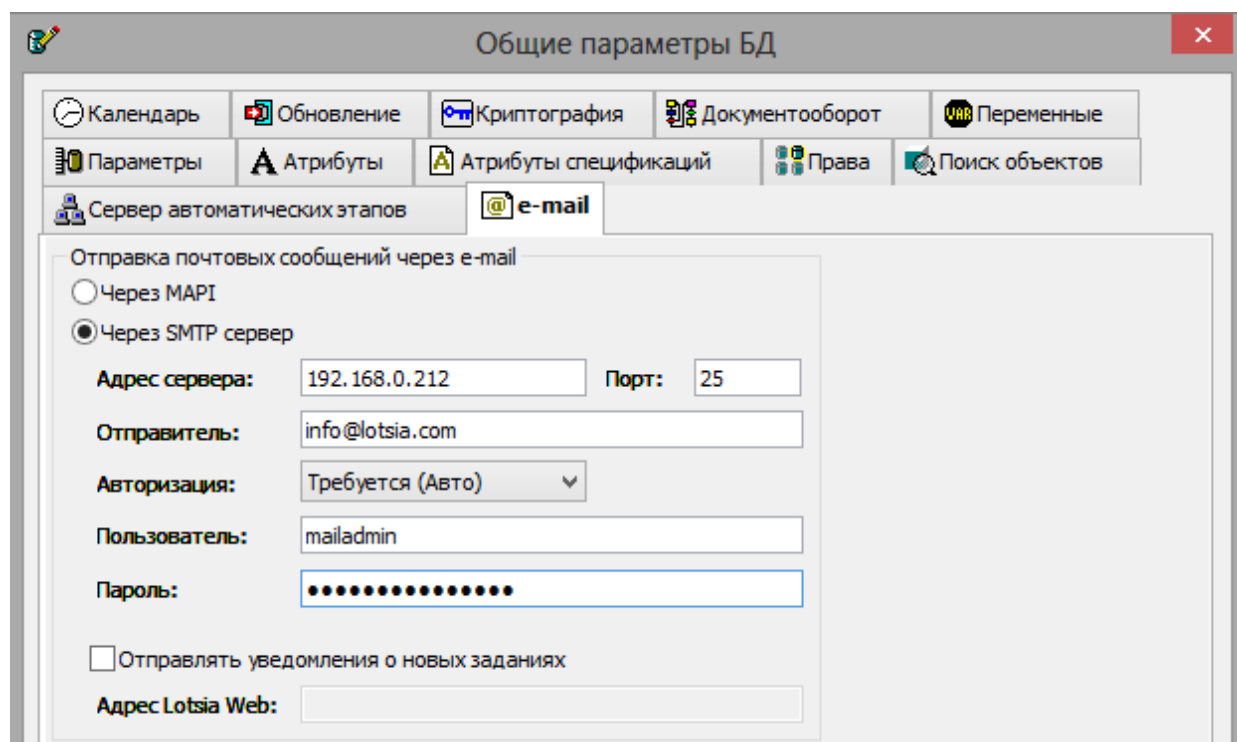 Общие параметры БД
Календарь Обновление Криптография Документооборот VAR Переменные
Параметры A Атрибуты A Атрибуты спецификаций Права Поиск объектов
Сервер автоматических этапов @ e-mail
Отправка почтовых сообщений через e-mail
Через MAPI
Через SMTP сервер
Адрес сервера: 192.168.0.212 Порт: 25
Отправитель: info@lotsia.com
Авторизация: Требуется (Авто)
Пользователь: mailadmin
Пароль: •••••••••••••••
Отправлять уведомления о новых заданиях
Адрес Lotsia Web: